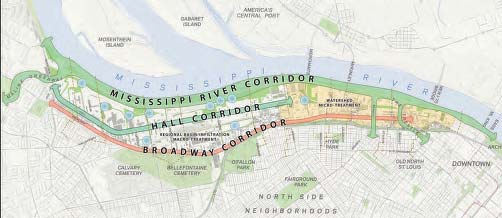 AMERICA'S
CENTRAL PORT
GABARET
ISLAND
MOSENTHEIN
ISLAND
MISSISSIPPI RIVER
MISSISSIPPI RIVER CORRIDOR
HALL CORRIDOR
WATERSHED
MICRO-TREATMENT
REGIONAL BASIN/INFILTRATION
MACRO-TREATMENT
BROADWAY CORRIDOR
HYDE
PARK
OLD NORTH
ST. LOUIS
DOWNTOWN
CALVARY
CEMETERY
BELLEFONTAINE
CEMETERY
O'FALLON
PARK
FAIRGROUND
PARK
NORTH SIDE
NEIGHBORHOODS